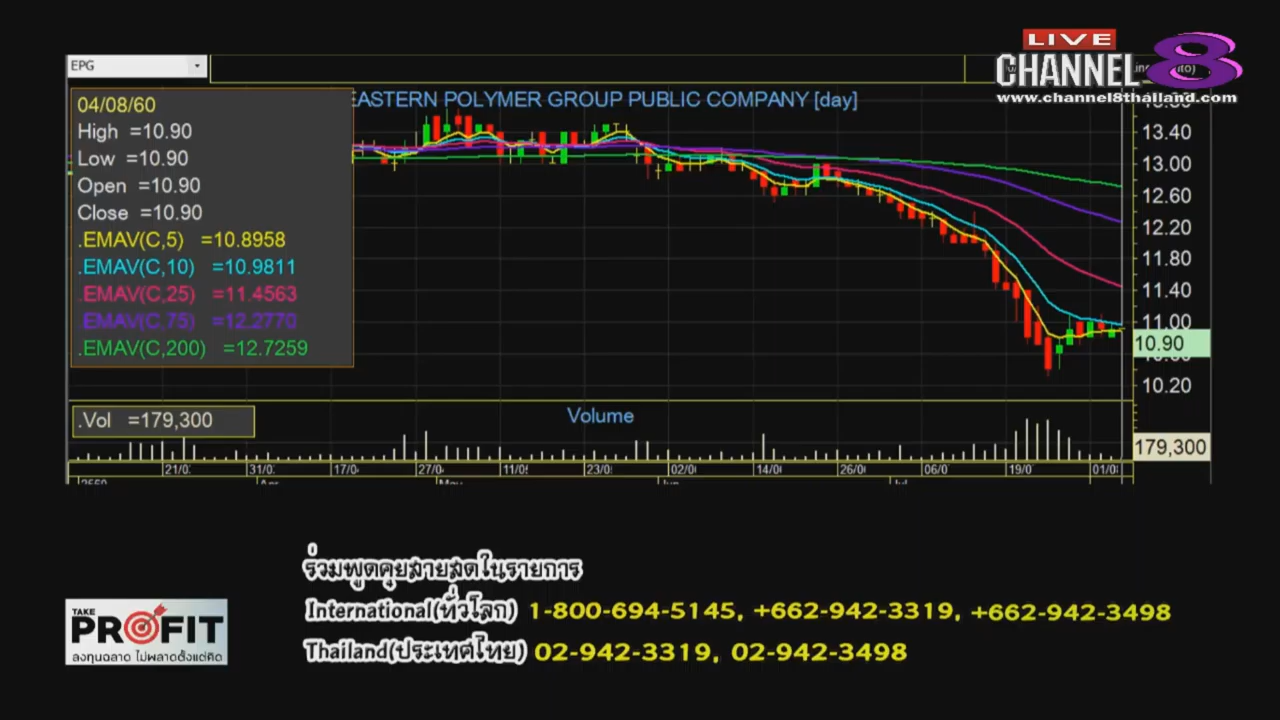 LIVE
CHANNEL 8
www.channel8thailand.com
EPG
EASTERN POLYMER GROUP PUBLIC COMPANY [day]
04/08/60
High =10.90
Low =10.90
Open =10.90
Close =10.90
.EMAV(C,5) =10.8958
.EMAV(C,10) =10.9811
.EMAV(C,25) =11.4563
.EMAV(C,75) =12.2770
.EMAV(C,200) =12.7259
13.40
13.00
12.60
12.20
11.80
11.40
11.00
10.90
10.20
.Vol =179,300
Volume
179,300
21/0 31/0 17/0 27/0 11/0 23/0 02/0 14/0 26/0 06/0 19/0 01/0
ร่วมพูดคุยสายสดในรายการ
International(ทั่วโลก) 1-800-694-5145, +662-942-3319, +662-942-3498
Thailand(ประเทศไทย) 02-942-3319, 02-942-3498
TAKE
PROFIT
ลงทุนฉลาด ไม่พลาดตั้งแต่คิด